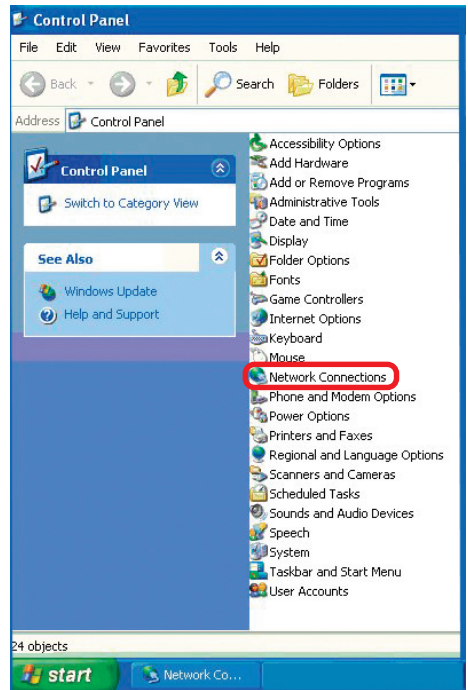 Control Panel
File Edit View Favorites Tools Help
Back Search Folders
Address Control Panel
Control Panel
Switch to Category View
See Also
Windows Update
Help and Support
Accessibility Options
Add Hardware
Add or Remove Programs
Administrative Tools
Date and Time
Display
Folder Options
Fonts
Game Controllers
Internet Options
Keyboard
Mouse
Network Connections
Phone and Modem Options
Power Options
Printers and Faxes
Regional and Language Options
Scanners and Cameras
Scheduled Tasks
Sounds and Audio Devices
Speech
System
Taskbar and Start Menu
User Accounts
24 objects
start Network Co...